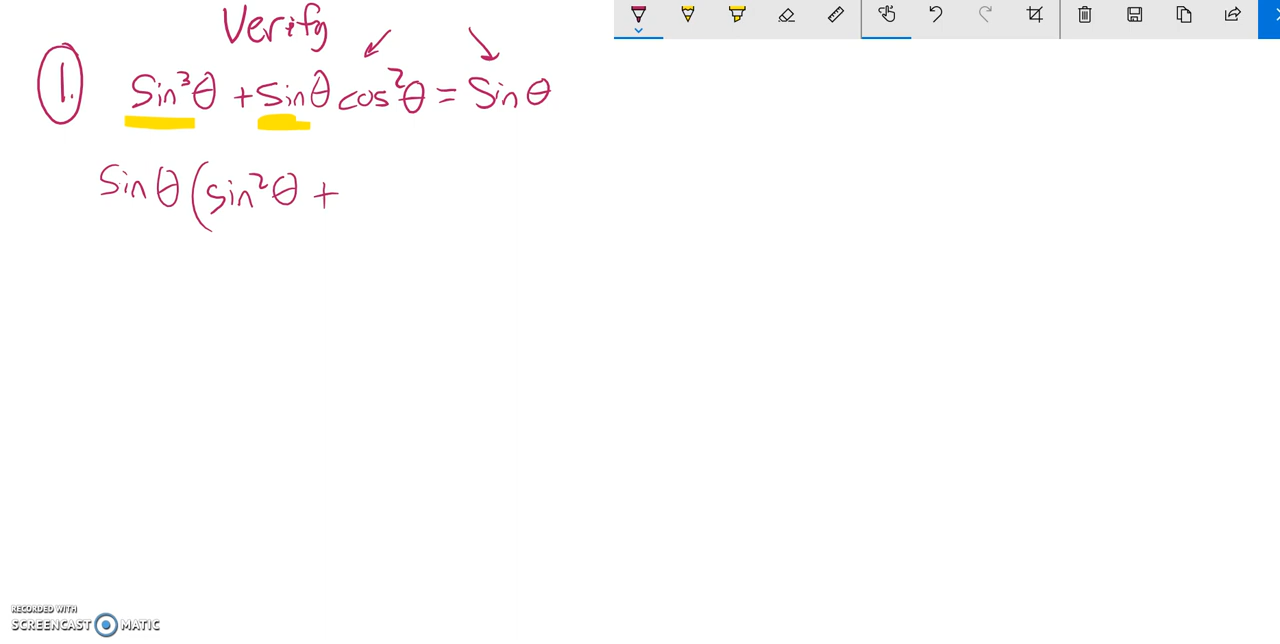 Verify
1. sin³θ + sinθ cos²θ = sinθ
sinθ (sin²θ +
RECORDED WITH
SCREENCAST MATIC